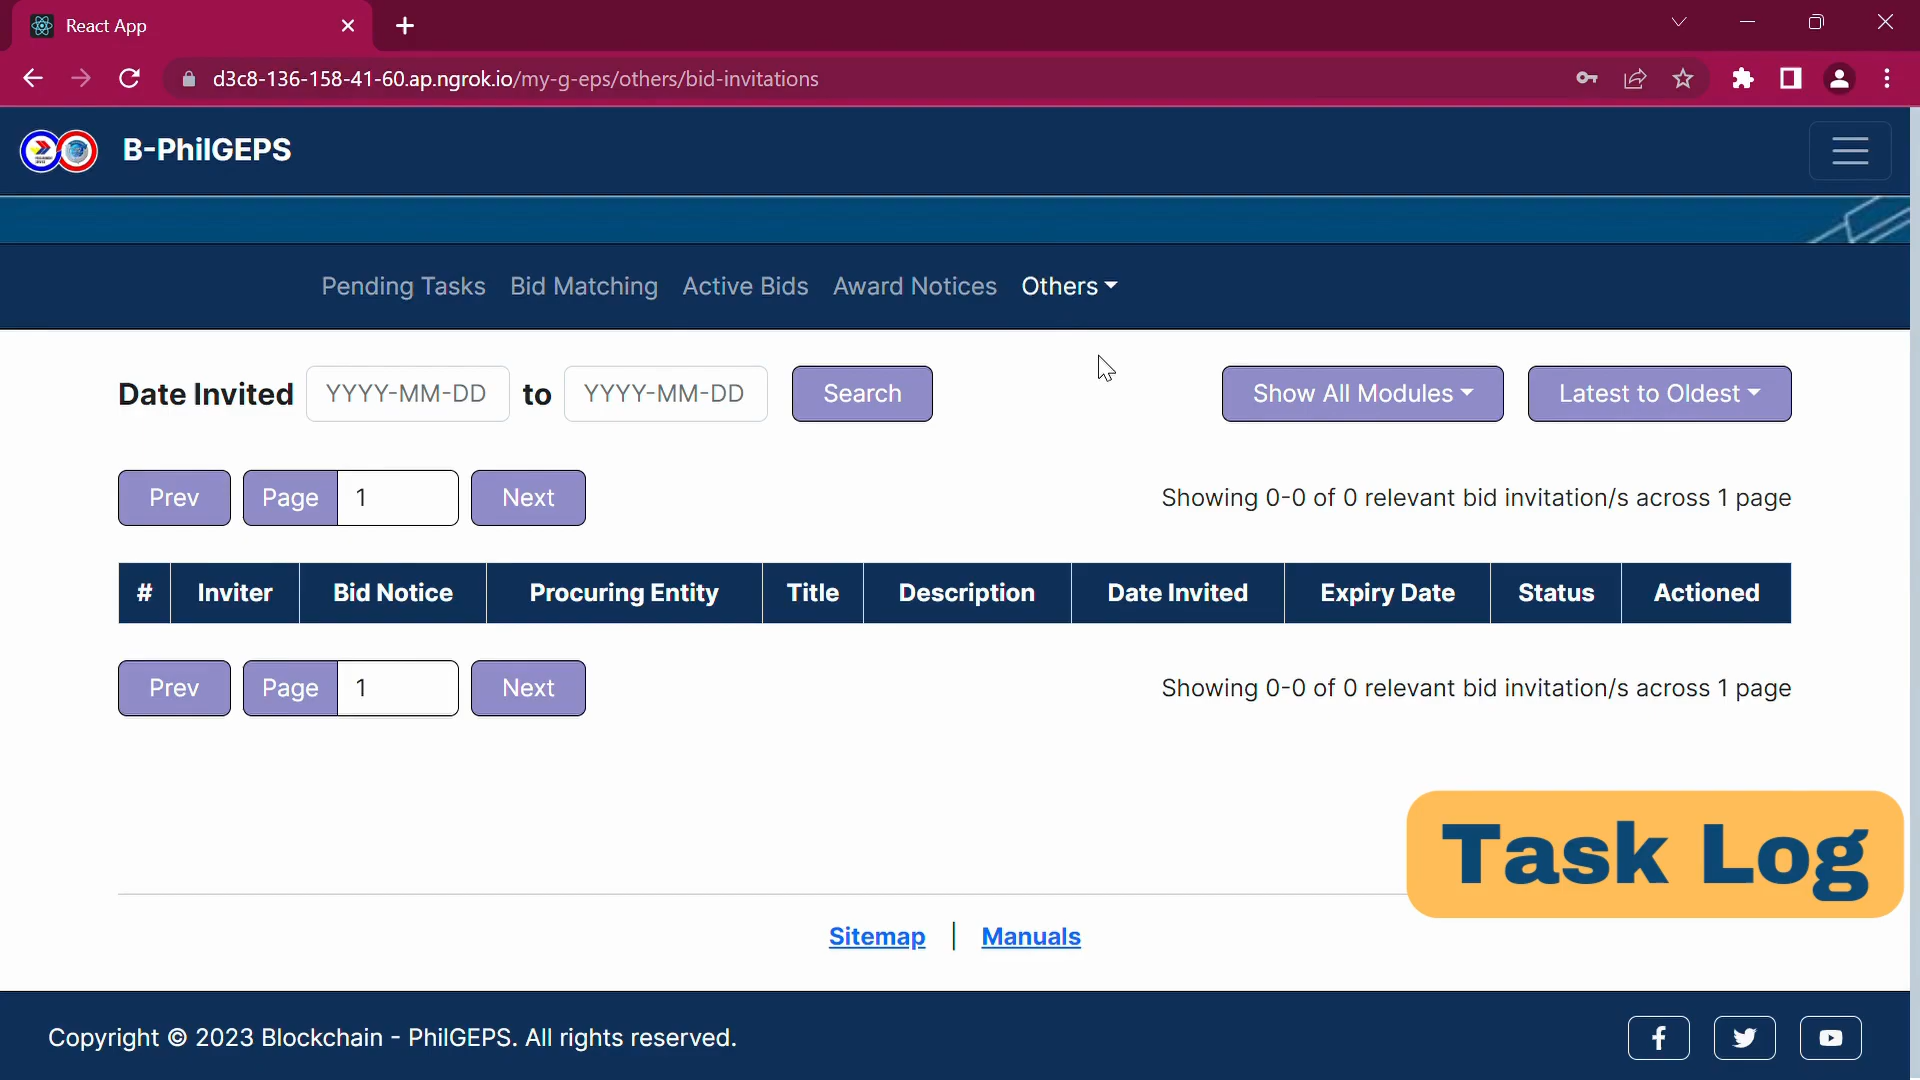 React App
d3c8-136-158-41-60.ap.ngrok.io/my-g-eps/others/bid-invitations
B-PhilGEPS
Pending Tasks Bid Matching Active Bids Award Notices Others
Date Invited YYYY-MM-DD to YYYY-MM-DD Search Show All Modules Latest to Oldest
Prev Page 1 Next Showing 0-0 of 0 relevant bid invitation/s across 1 page
# Inviter Bid Notice Procuring Entity Title Description Date Invited Expiry Date Status Actioned
Prev Page 1 Next Showing 0-0 of 0 relevant bid invitation/s across 1 page
Task Log
Sitemap | Manuals
Copyright © 2023 Blockchain - PhilGEPS. All rights reserved.